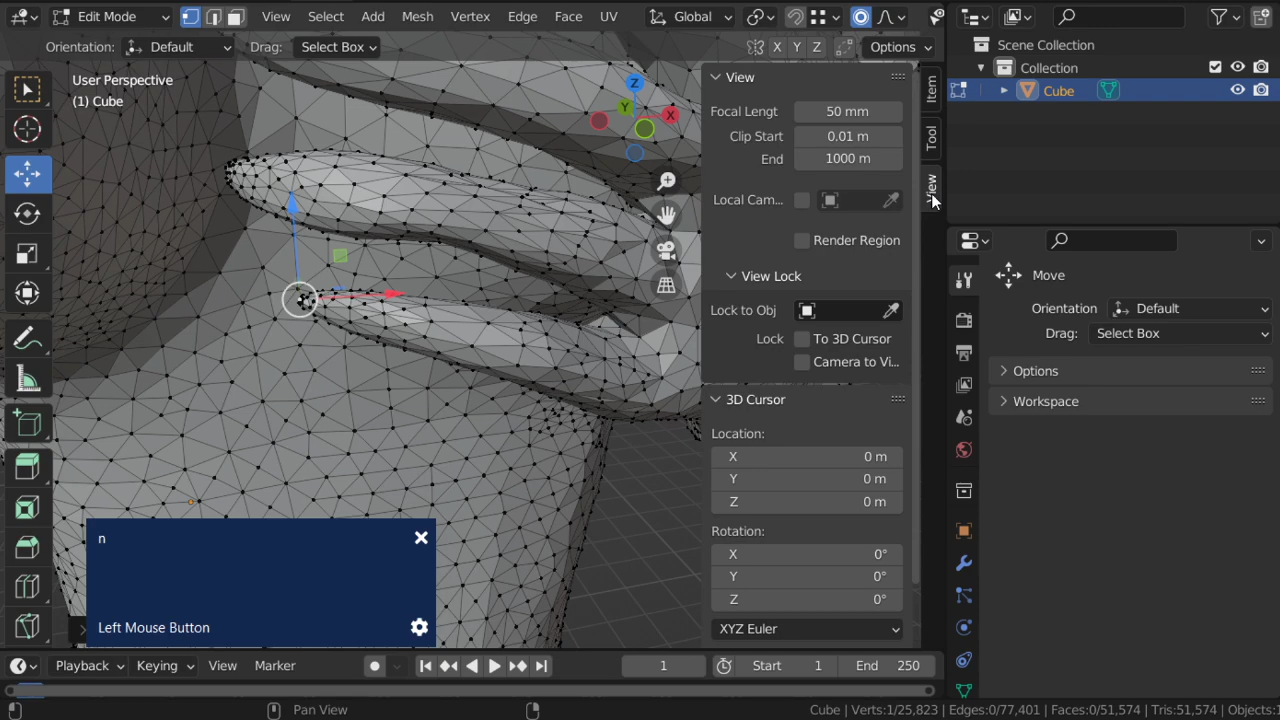 Edit Mode View Select Add Mesh Vertex Edge Face UV Global
Orientation: Default Drag: Select Box X Y Z Options
User Perspective
(1) Cube
Z
Y X
View
Focal Lengt 50 mm
Clip Start 0.01 m
End 1000 m
Local Cam...
Render Region
View Lock
Lock to Obj
Lock To 3D Cursor
Camera to Vi...
3D Cursor
Location:
X 0 m
Y 0 m
Z 0 m
Rotation:
X 0°
Y 0°
Z 0°
XYZ Euler
Item
Tool
View
Scene Collection
Collection
Cube
Move
Orientation Default
Drag: Select Box
Options
Workspace
n
Left Mouse Button
Playback Keying View Marker 1 Start 1 End 250
Pan View
Cube | Verts:1/25,823 | Edges:0/77,401 | Faces:0/51,574 | Tris:51,574 | Objects:1